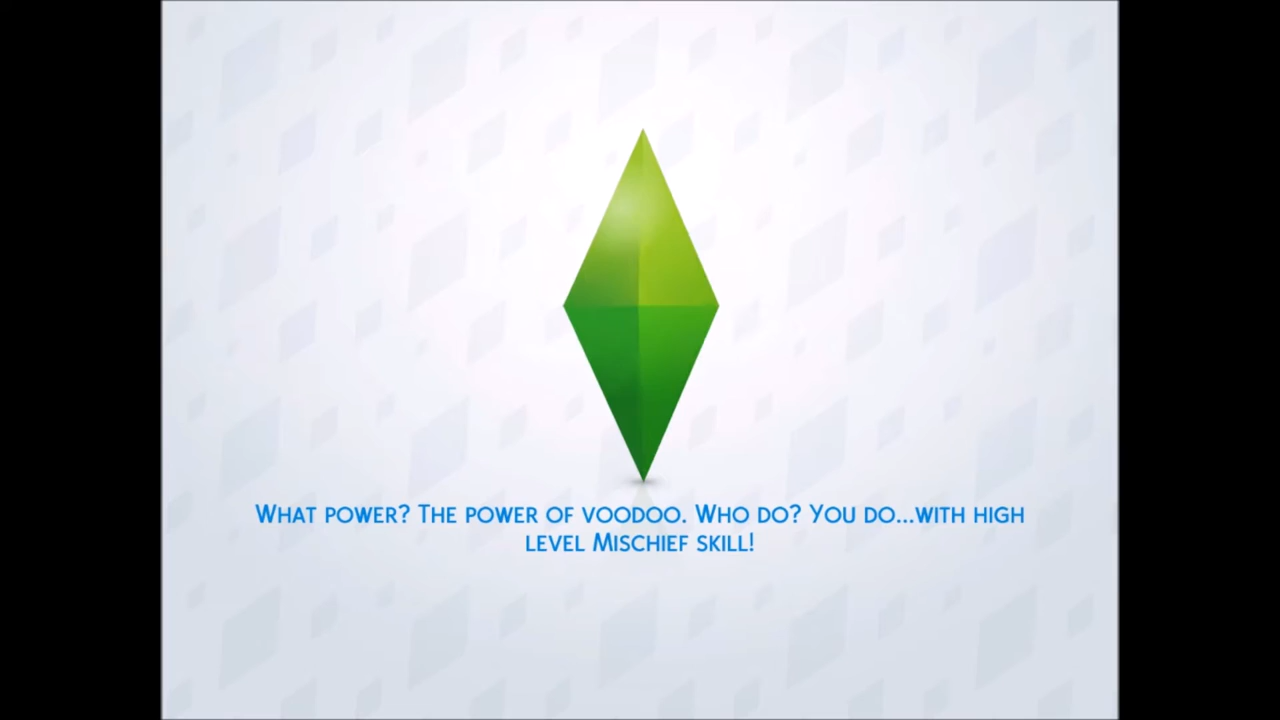 What power? The power of voodoo. Who do? You do...with high
level Mischief skill!